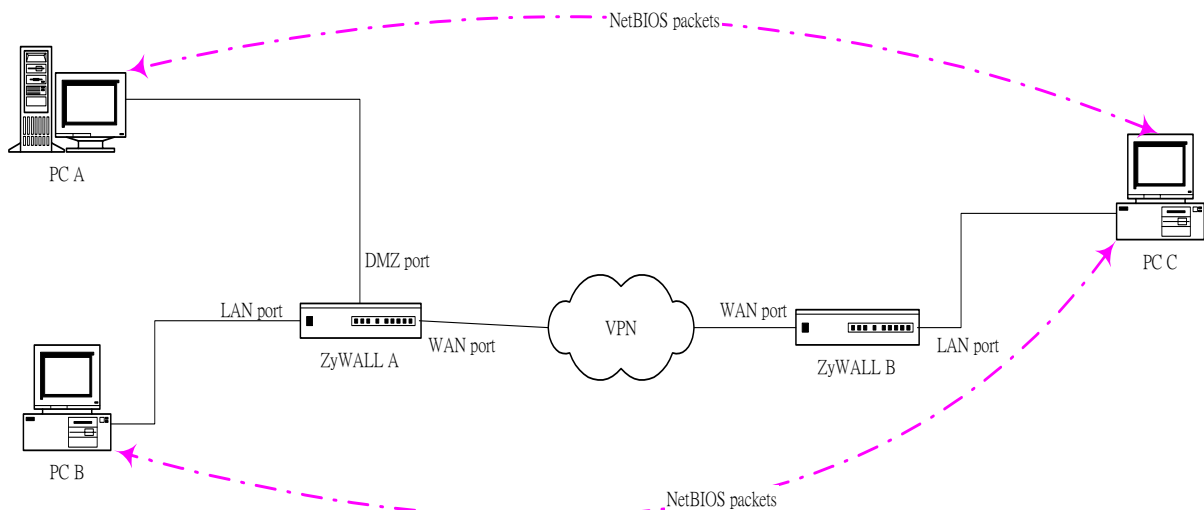 NetBIOS packets
PC A
PC C
DMZ port
LAN port
WAN port
VPN
WAN port
ZyWALL A
LAN port
ZyWALL B
PC B
NetBIOS packets